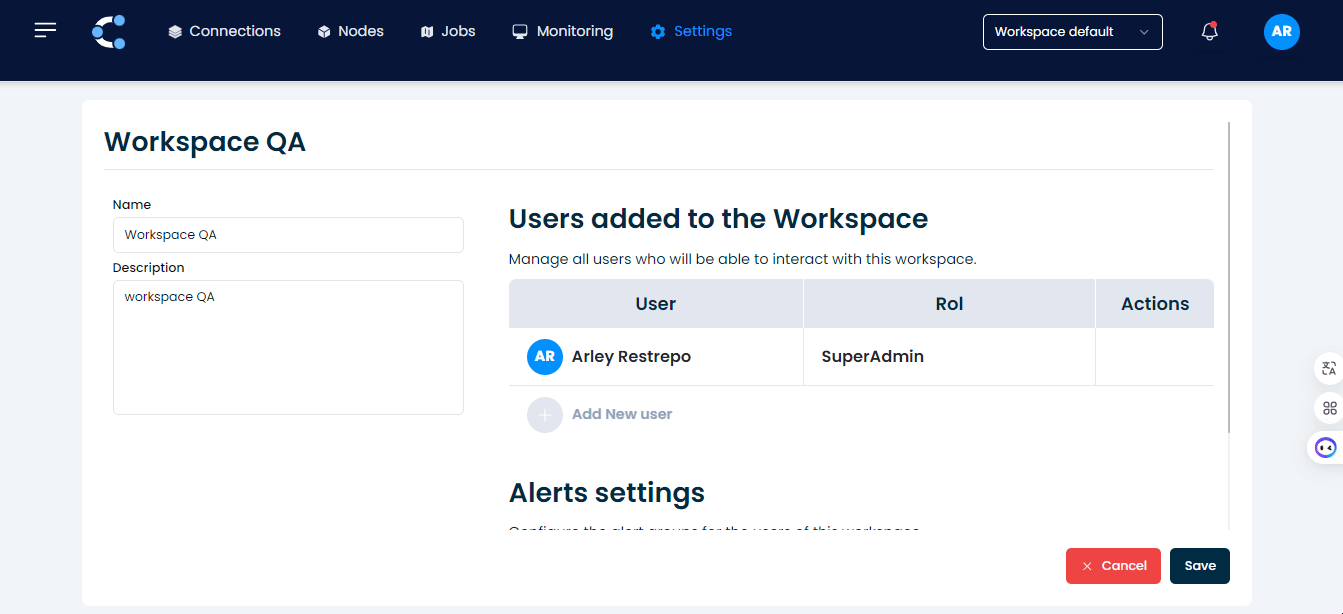 Connections Nodes Jobs Monitoring Settings Workspace default AR
Workspace QA
Name
Workspace QA
Description
workspace QA
Users added to the Workspace
Manage all users who will be able to interact with this workspace.
User Rol Actions
AR Arley Restrepo SuperAdmin
Add New user
Alerts settings
Configure the alert groups for the users of this workspace
Cancel Save